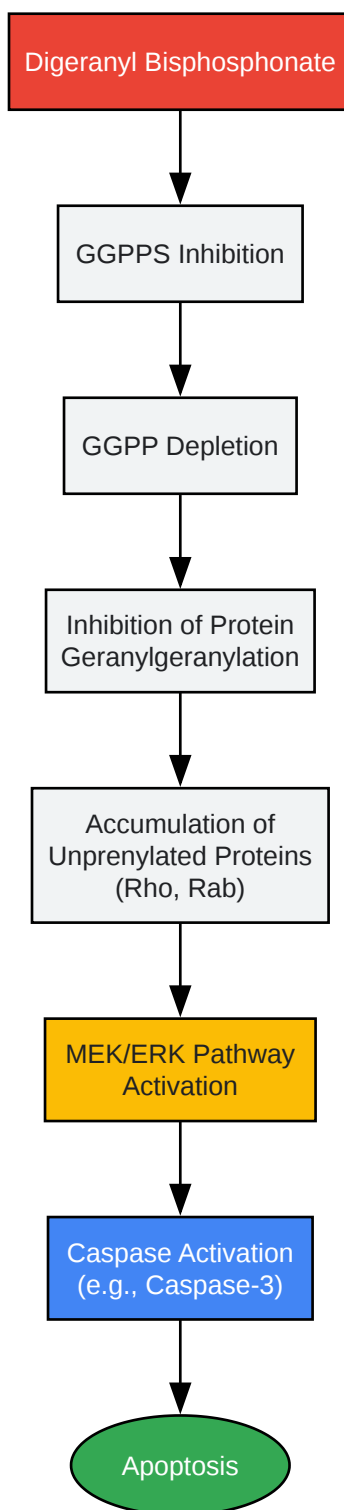 Digeranyl Bisphosphonate
GGPPS Inhibition
GGPP Depletion
Inhibition of Protein
Geranylgeranylation
Accumulation of
Unprenylated Proteins
(Rho, Rab)
MEK/ERK Pathway
Activation
Caspase Activation
(e.g., Caspase-3)
Apoptosis